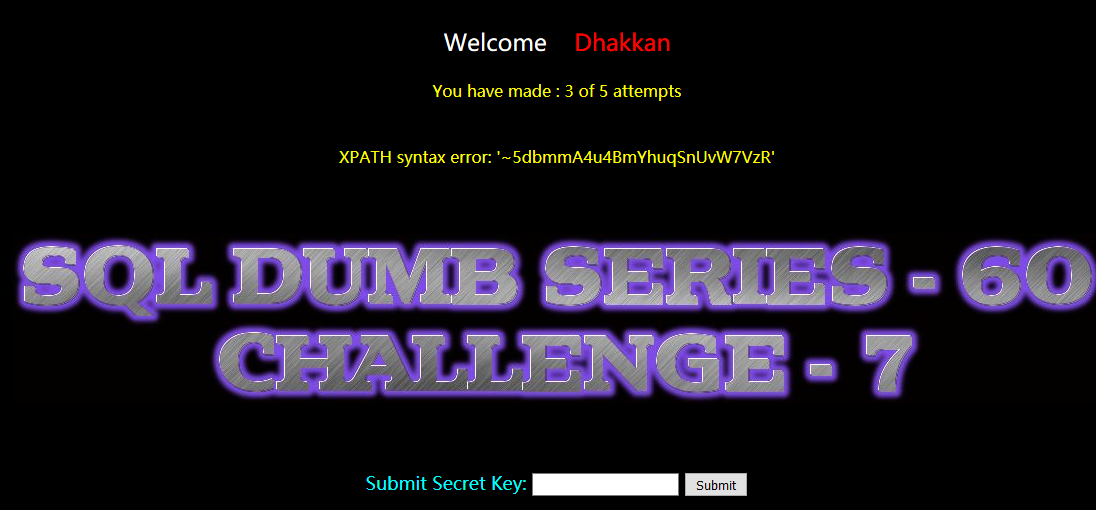 Welcome Dhakkan
You have made : 3 of 5 attempts
XPATH syntax error: '~5dbmmA4u4BmYhuqSnUvW7VzR'
SQL DUMB SERIES - 60
CHALLENGE - 7
Submit Secret Key: Submit